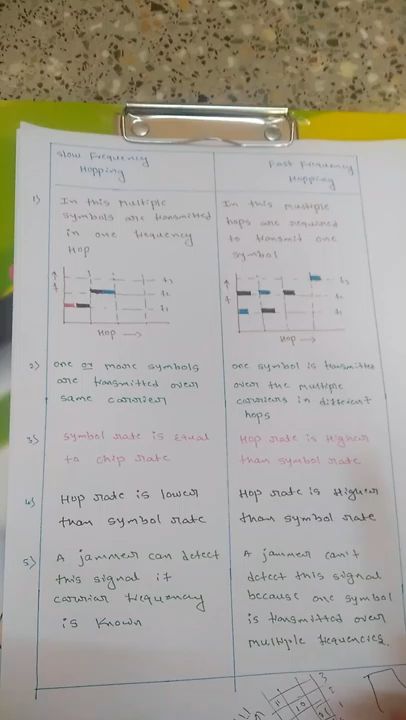 Slow Frequency
Hopping
Fast Frequency
Hopping
1)
In this Multiple
symbols are transmitted
in one frequency
Hop
In this multiple
hops are required
to transmit one
symbol
f
f3
f2
f1
Hop
f
f3
f2
f1
Hop
2)
one or more symbols
are transmitted over
same carrier
one symbol is transmitted
over the multiple
carriers in different
hops
3)
Symbol rate is Equal
to chip rate
Hop rate is Higher
than symbol rate
4)
Hop rate is lower
than symbol rate
Hop rate is Higher
than symbol rate
5)
A jammer can detect
this signal if
carrier frequency
is Known
A jammer can't
detect this signal
because one symbol
is transmitted over
multiple frequencies.
3
2
1
11
10